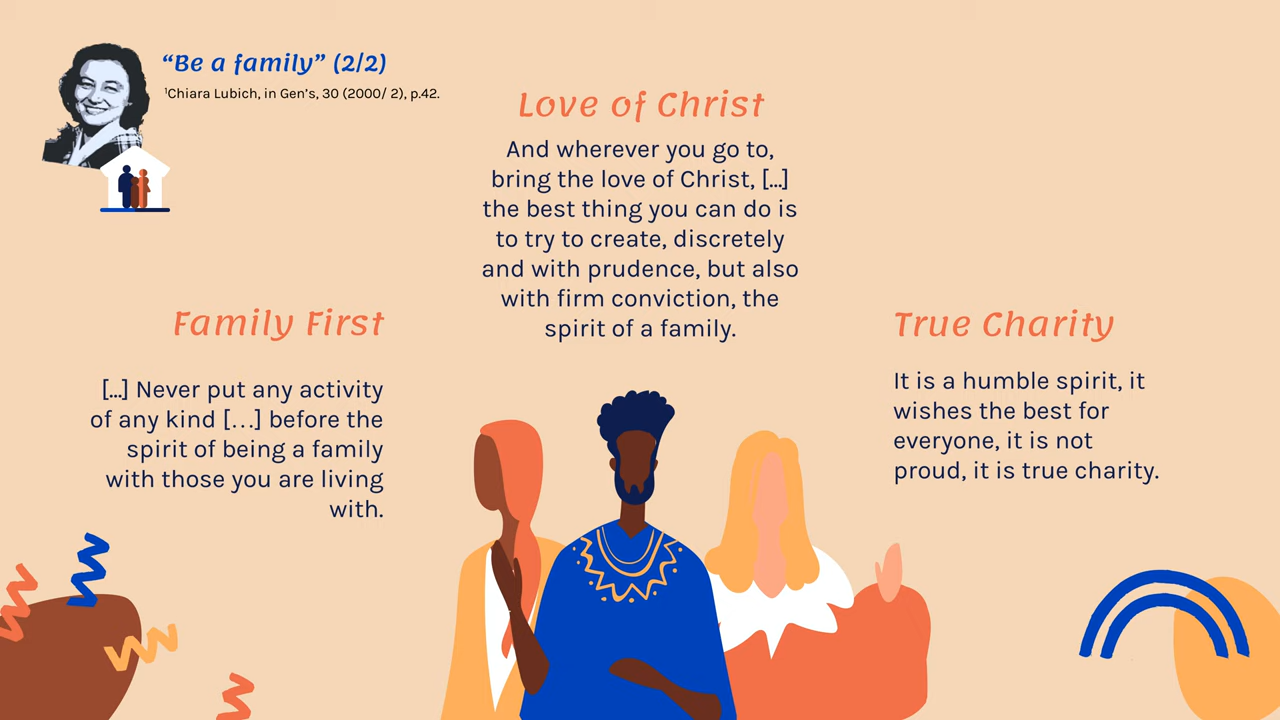 “Be a family” (2/2)
¹Chiara Lubich, in Gen’s, 30 (2000/ 2), p.42.
Love of Christ
And wherever you go to,
bring the love of Christ, [...]
the best thing you can do is
to try to create, discretely
and with prudence, but also
with firm conviction, the
spirit of a family.
Family First
[...] Never put any activity
of any kind [...] before the
spirit of being a family
with those you are living
with.
True Charity
It is a humble spirit, it
wishes the best for
everyone, it is not
proud, it is true charity.